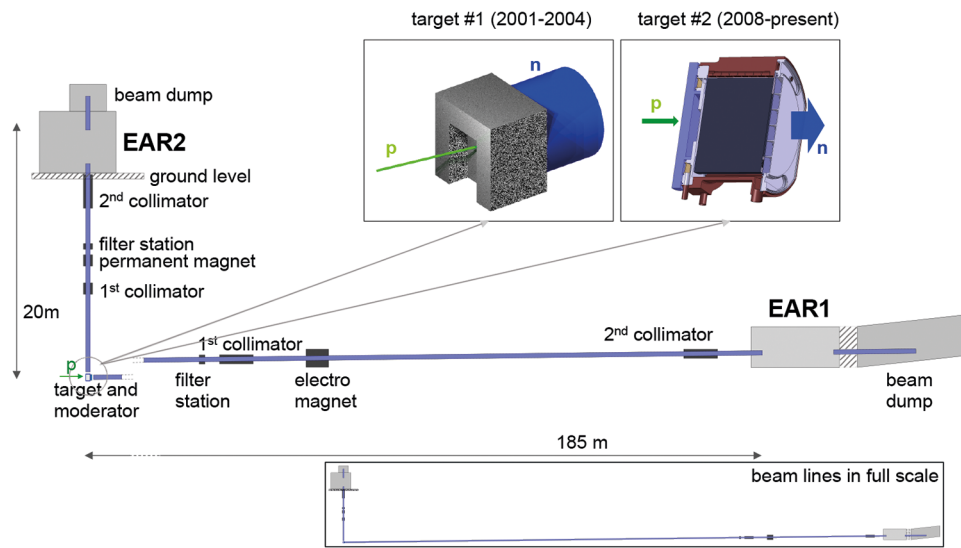 target #1 (2001-2004)
target #2 (2008-present)
n
p
p
n
beam dump
EAR2
ground level
2nd collimator
filter station
permanent magnet
1st collimator
20m
p
target and
moderator
1st collimator
filter
station
electro
magnet
2nd collimator
EAR1
beam
dump
185 m
beam lines in full scale